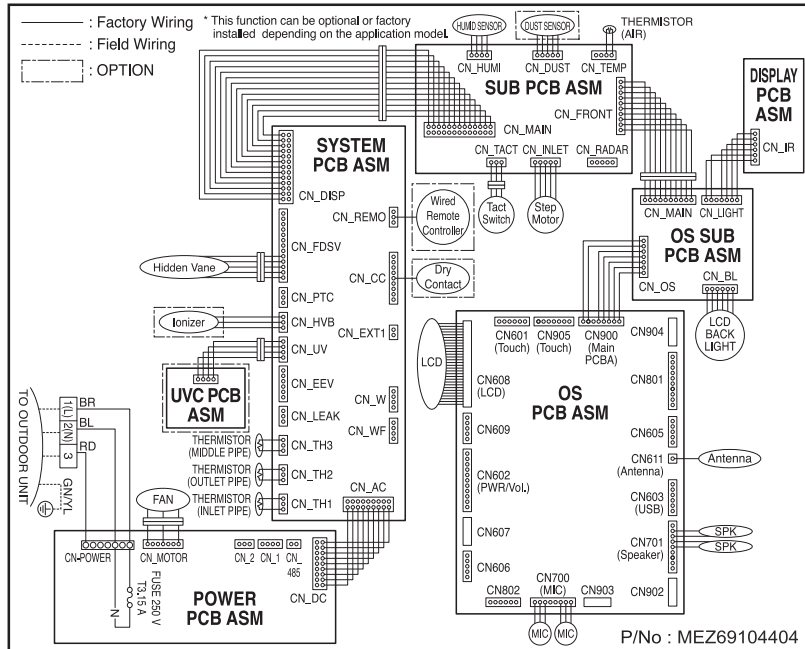 : Factory Wiring
: Field Wiring
: OPTION
* This function can be optional or factory
installed depending on the application model.
HUMID SENSOR
DUST SENSOR
THERMISTOR
(AIR)
CN_HUMI
CN_DUST
CN_TEMP
SUB PCB ASM
CN_FRONT
CN_MAIN
CN_TACT
CN_INLET
CN_RADAR
Tact
Switch
Step
Motor
DISPLAY
PCB
ASM
CN_IR
SYSTEM
PCB ASM
CN_DISP
CN_REMO
Wired
Remote
Controller
CN_FDSV
Hidden Vane
CN_CC
Dry
Contact
CN_PTC
Ionizer
CN_HVB
CN_EXT1
CN_UV
UVC PCB
ASM
CN_EEV
CN_LEAK
CN_W
CN_WF
THERMISTOR
(MIDDLE PIPE)
CN_TH3
THERMISTOR
(OUTLET PIPE)
CN_TH2
THERMISTOR
(INLET PIPE)
CN_TH1
CN_AC
CN_MAIN
CN_LIGHT
OS SUB
PCB ASM
CN_OS
CN_BL
LCD
BACK
LIGHT
CN601
(Touch)
CN905
(Touch)
CN900
(Main
PCBA)
CN904
LCD
CN608
(LCD)
OS
PCB ASM
CN801
CN609
CN605
CN611
(Antenna)
Antenna
CN602
(PWR/Vol.)
CN603
(USB)
CN607
CN701
(Speaker)
SPK
SPK
CN606
CN802
CN700
(MIC)
CN903
CN902
MIC
MIC
TO OUTDOOR UNIT
1(L)
2(N)
3
BR
BL
RD
GN/YL
FAN
CN-POWER
CN_MOTOR
CN_2
CN_1
CN_
485
CN_DC
N
FUSE 250 V
T3.15 A
POWER
PCB ASM
P/No : MEZ69104404